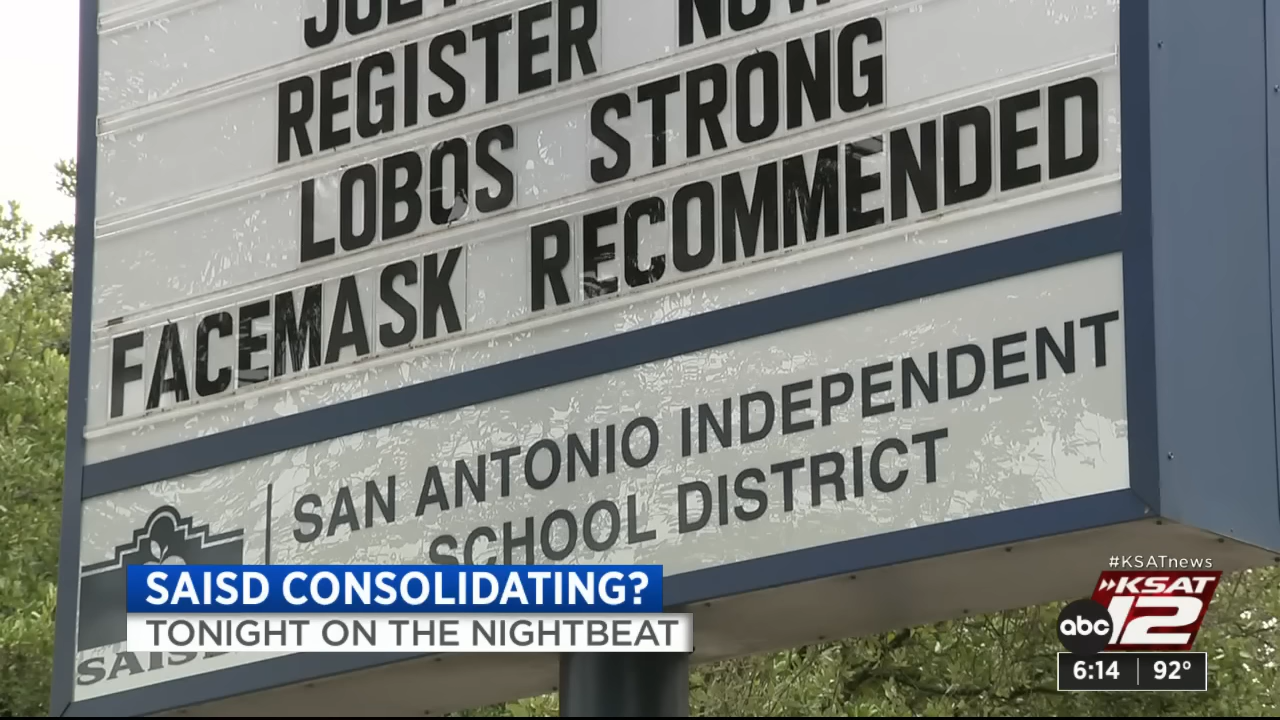 REGISTER NOW
LOBOS STRONG
FACEMASK RECOMMENDED
SAN ANTONIO INDEPENDENT
SCHOOL DISTRICT
SAISD CONSOLIDATING?
TONIGHT ON THE NIGHTBEAT
#KSATnews
KSAT
abc 12
6:14 92°